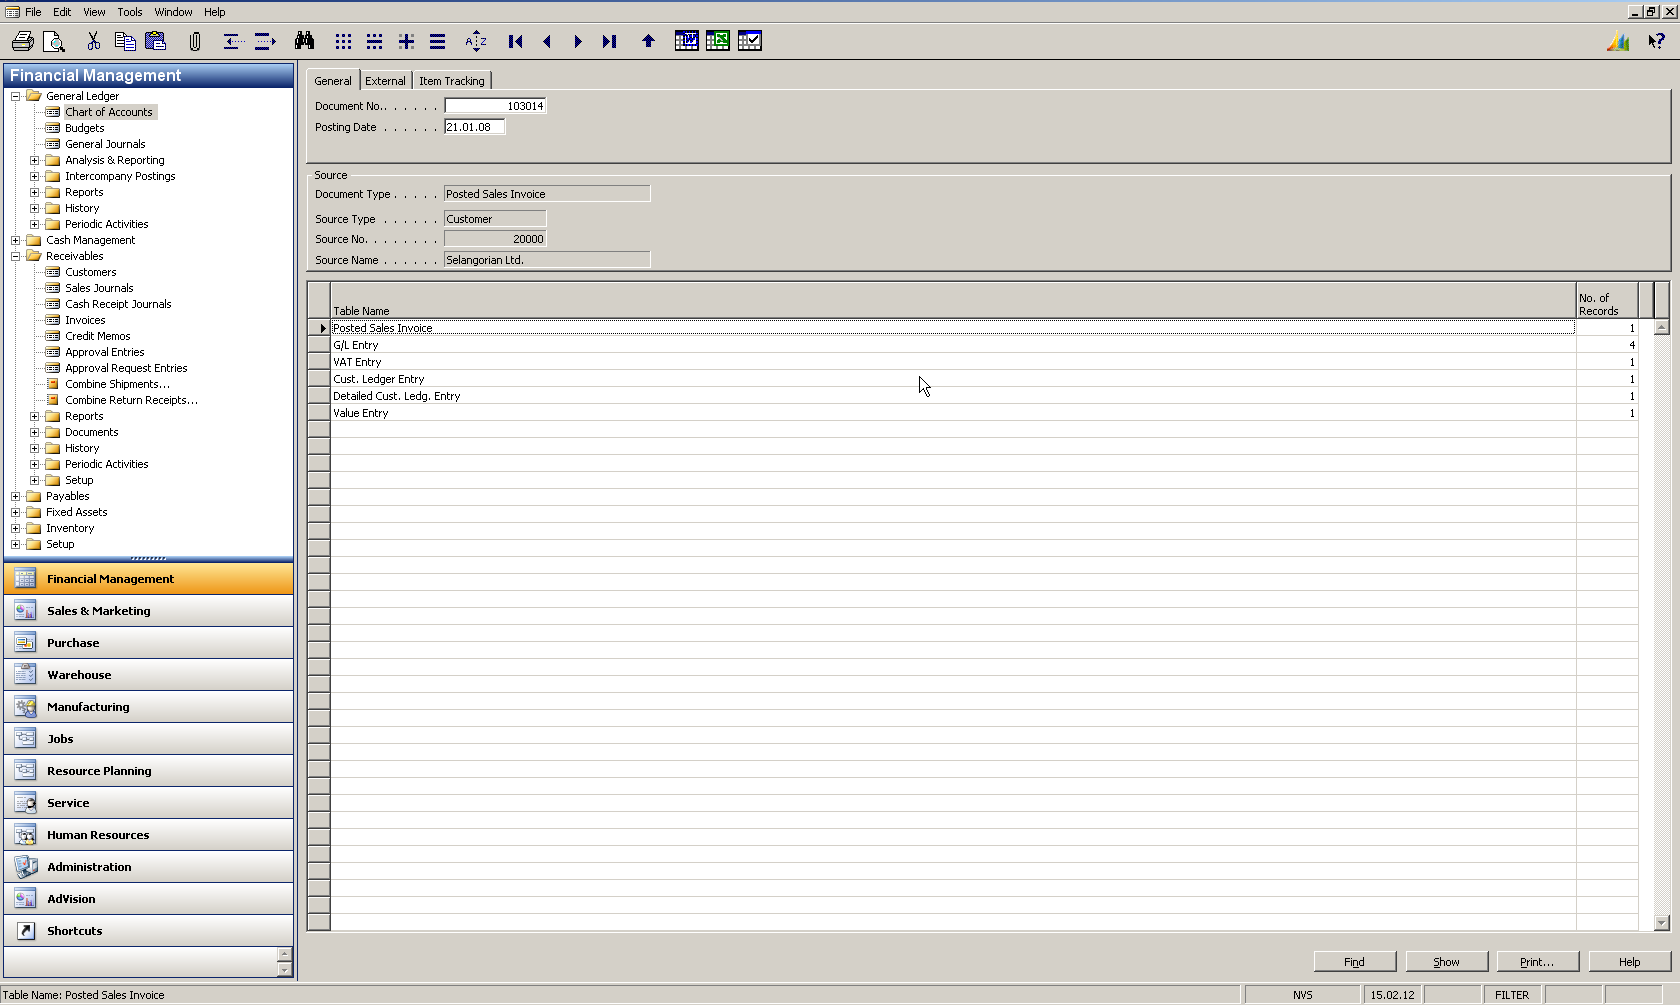 File Edit View Tools Window Help
Financial Management
General Ledger
Chart of Accounts
Budgets
General Journals
Analysis & Reporting
Intercompany Postings
Reports
History
Periodic Activities
Cash Management
Receivables
Customers
Sales Journals
Cash Receipt Journals
Invoices
Credit Memos
Approval Entries
Approval Request Entries
Combine Shipments...
Combine Return Receipts...
Reports
Documents
History
Periodic Activities
Setup
Payables
Fixed Assets
Inventory
Setup
Financial Management
Sales & Marketing
Purchase
Warehouse
Manufacturing
Jobs
Resource Planning
Service
Human Resources
Administration
AdVision
Shortcuts
General External Item Tracking
Document No. . . . . . . 103014
Posting Date . . . . . . 21.01.08
Source
Document Type . . . . . Posted Sales Invoice
Source Type . . . . . . Customer
Source No. . . . . . . . 20000
Source Name . . . . . . Selangorian Ltd.
Table Name No. of Records
Posted Sales Invoice 1
G/L Entry 4
VAT Entry 1
Cust. Ledger Entry 1
Detailed Cust. Ledg. Entry 1
Value Entry 1
Find Show Print... Help
Table Name: Posted Sales Invoice NVS 15.02.12 FILTER